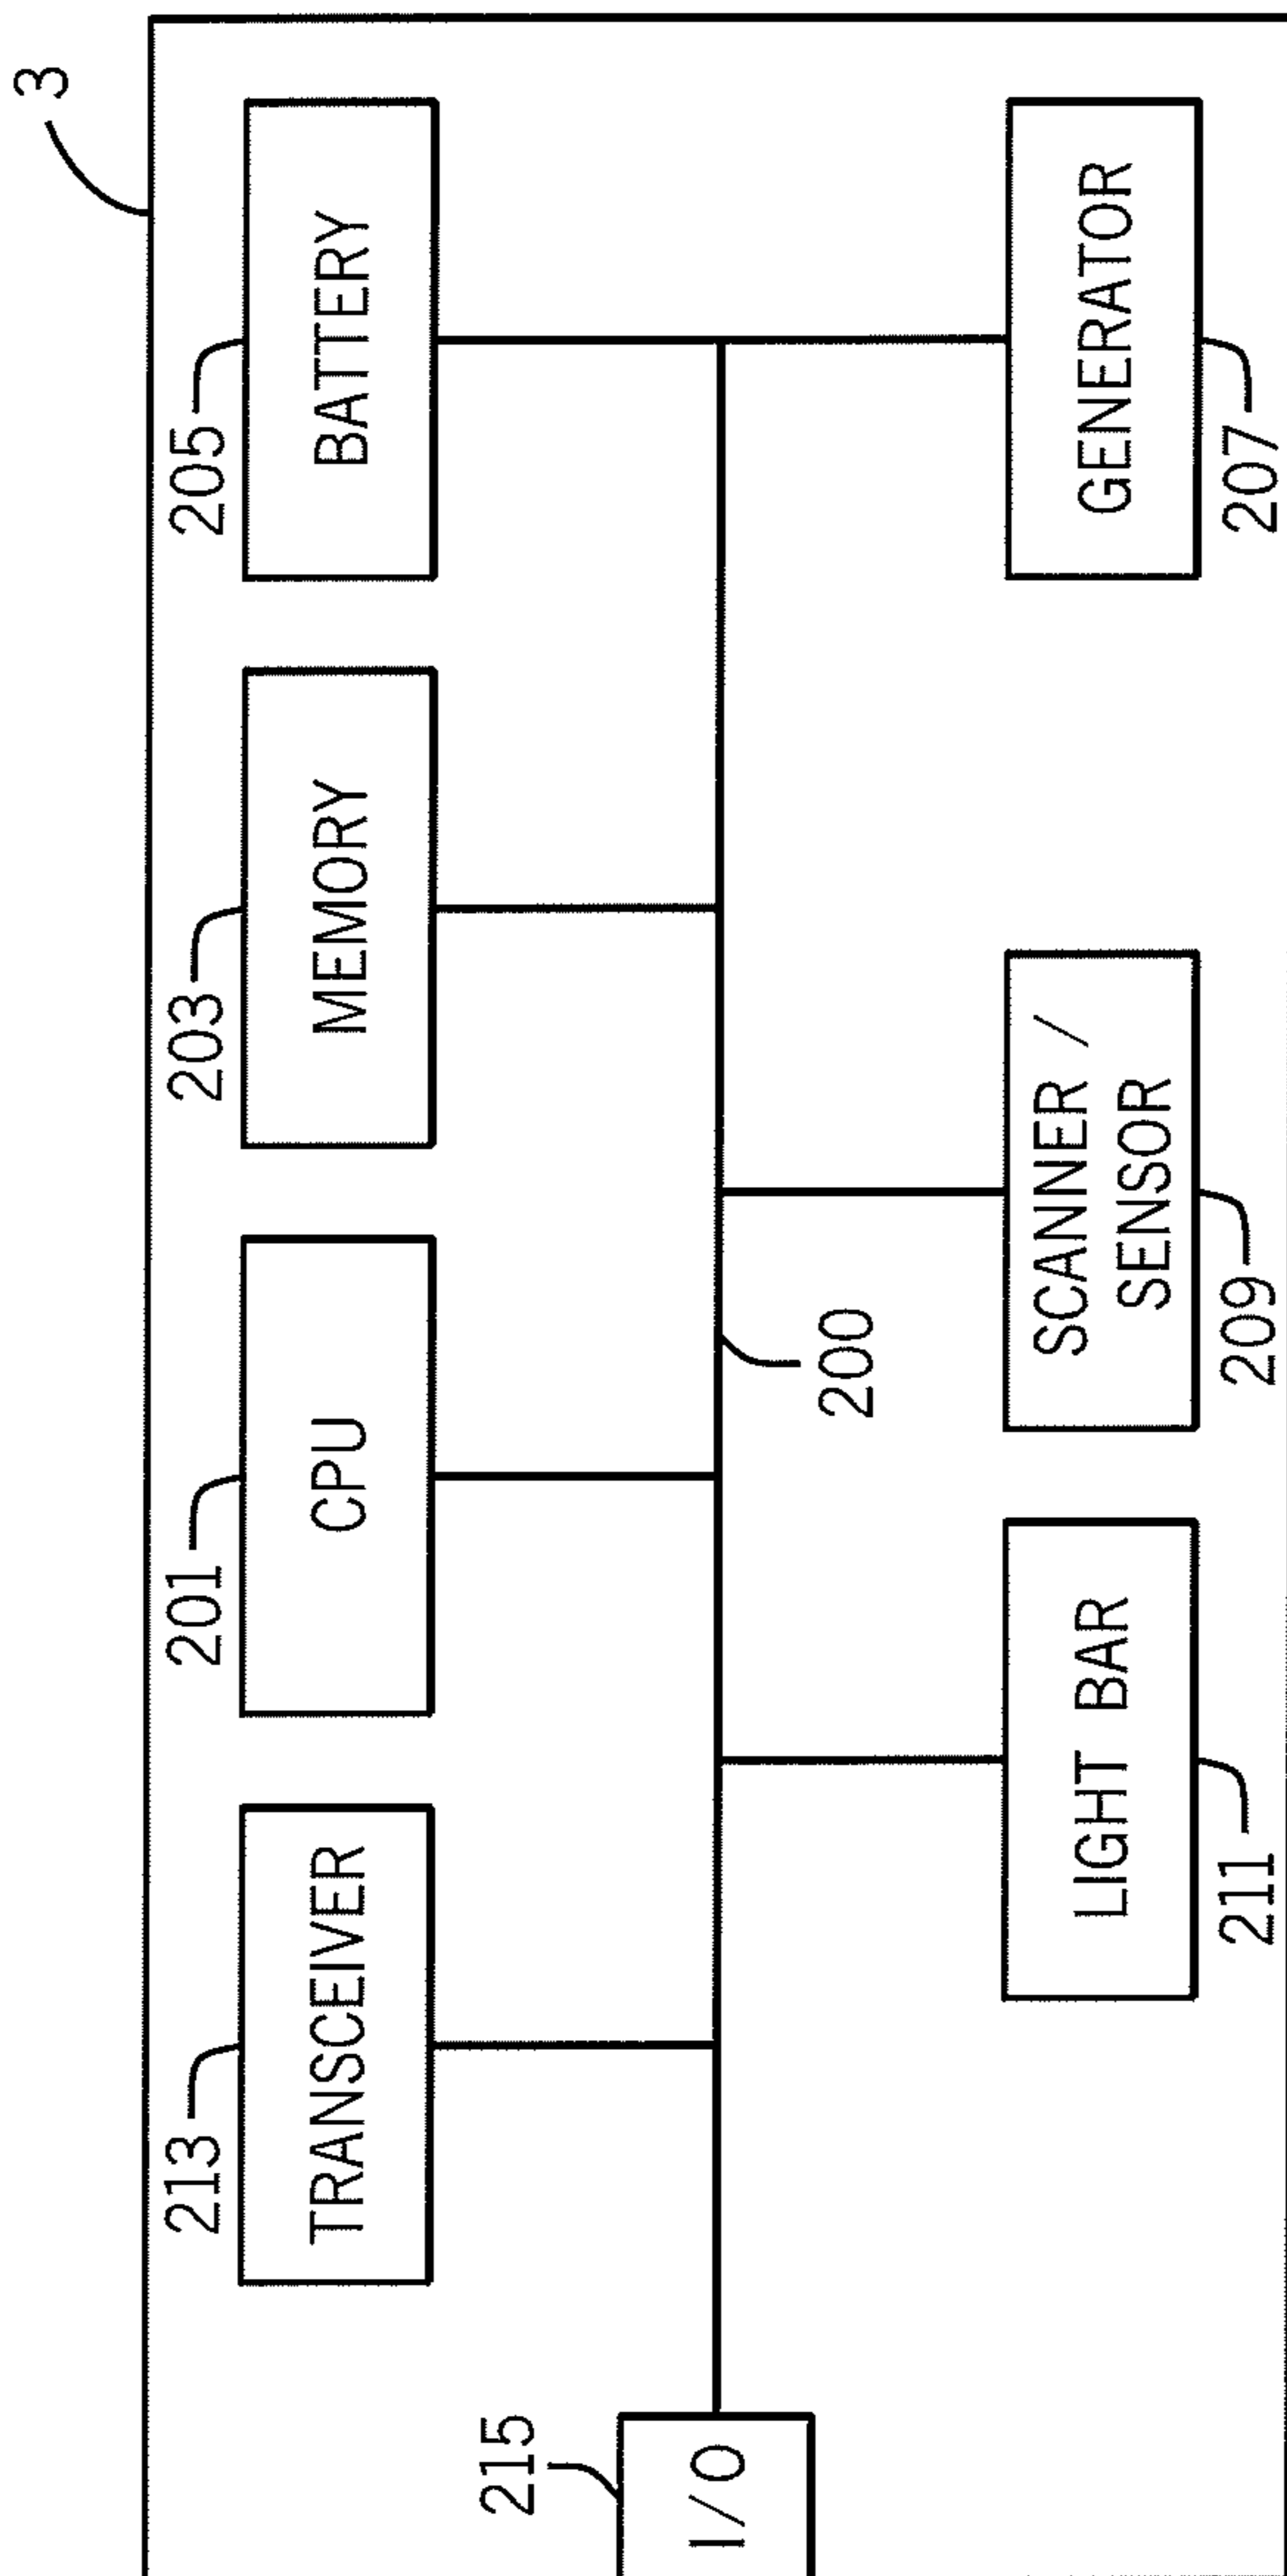 3
213
201
203
205
TRANSCEIVER
CPU
MEMORY
BATTERY
215
I/O
200
LIGHT BAR
SCANNER /
SENSOR
GENERATOR
211
209
207